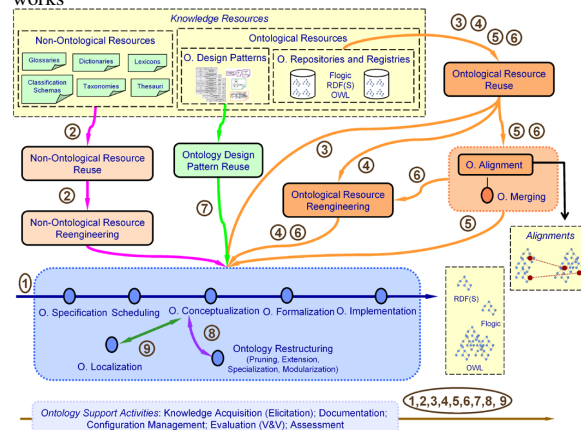 works
Knowledge Resources
Non-Ontological Resources
Glossaries
Dictionaries
Lexicons
Classification
Schemas
Taxonomies
Thesauri
Ontological Resources
O. Design Patterns
O. Repositories and Registries
Flogic
RDF(S)
OWL
3 4
5 6
Ontological Resource
Reuse
2
Non-Ontological Resource
Reuse
2
Non-Ontological Resource
Reengineering
Ontology Design
Pattern Reuse
7
3
4
Ontological Resource
Reengineering
4 6
5 6
O. Alignment
O. Merging
6
5
Alignments
1
O. Specification
Scheduling
O. Conceptualization
O. Formalization
O. Implementation
9
O. Localization
8
Ontology Restructuring
(Pruning, Extension,
Specialization, Modularization)
RDF(S)
Flogic
OWL
1,2,3,4,5,6,7,8, 9
Ontology Support Activities: Knowledge Acquisition (Elicitation); Documentation;
Configuration Management; Evaluation (V&V); Assessment